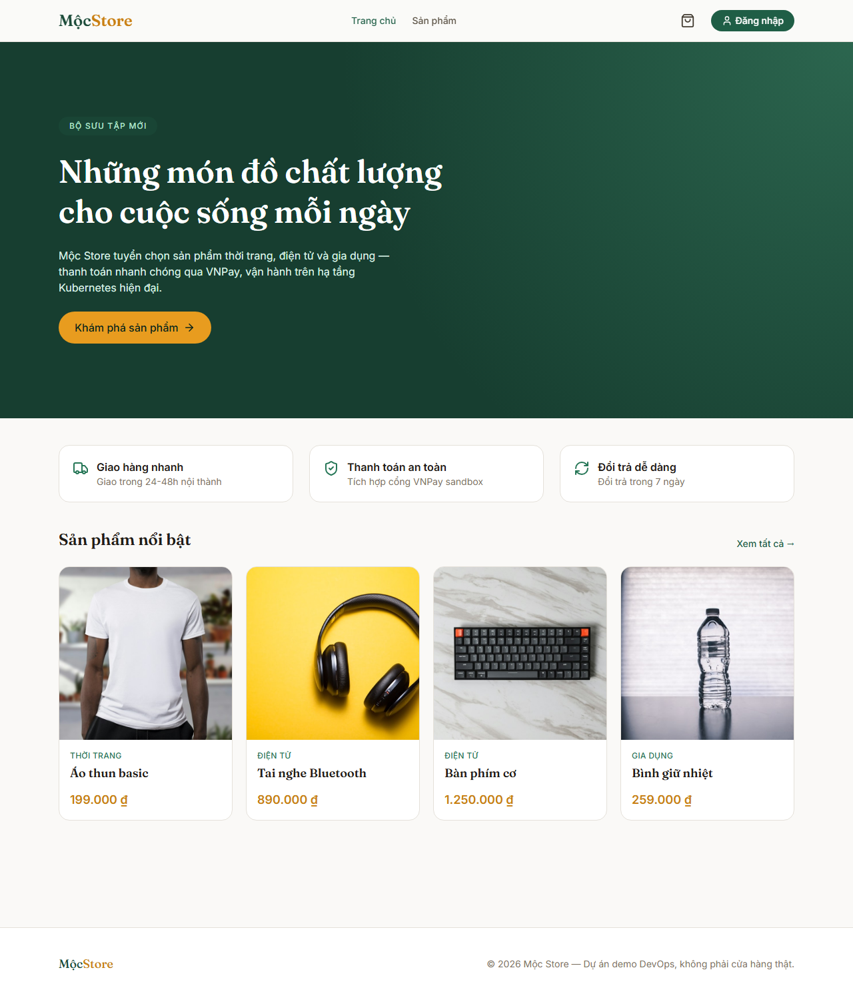 MộcStore
Trang chủ
Sản phẩm
Đăng nhập
BỘ SƯU TẬP MỚI
Những món đồ chất lượng
cho cuộc sống mỗi ngày
Mộc Store tuyển chọn sản phẩm thời trang, điện tử và gia dụng —
thanh toán nhanh chóng qua VNPay, vận hành trên hạ tầng
Kubernetes hiện đại.
Khám phá sản phẩm →
Giao hàng nhanh
Giao trong 24-48h nội thành
Thanh toán an toàn
Tích hợp cổng VNPay sandbox
Đổi trả dễ dàng
Đổi trả trong 7 ngày
Sản phẩm nổi bật
Xem tất cả →
THỜI TRANG
Áo thun basic
199.000 ₫
ĐIỆN TỬ
Tai nghe Bluetooth
890.000 ₫
ĐIỆN TỬ
Bàn phím cơ
1.250.000 ₫
GIA DỤNG
Bình giữ nhiệt
259.000 ₫
MộcStore
© 2026 Mộc Store — Dự án demo DevOps, không phải cửa hàng thật.